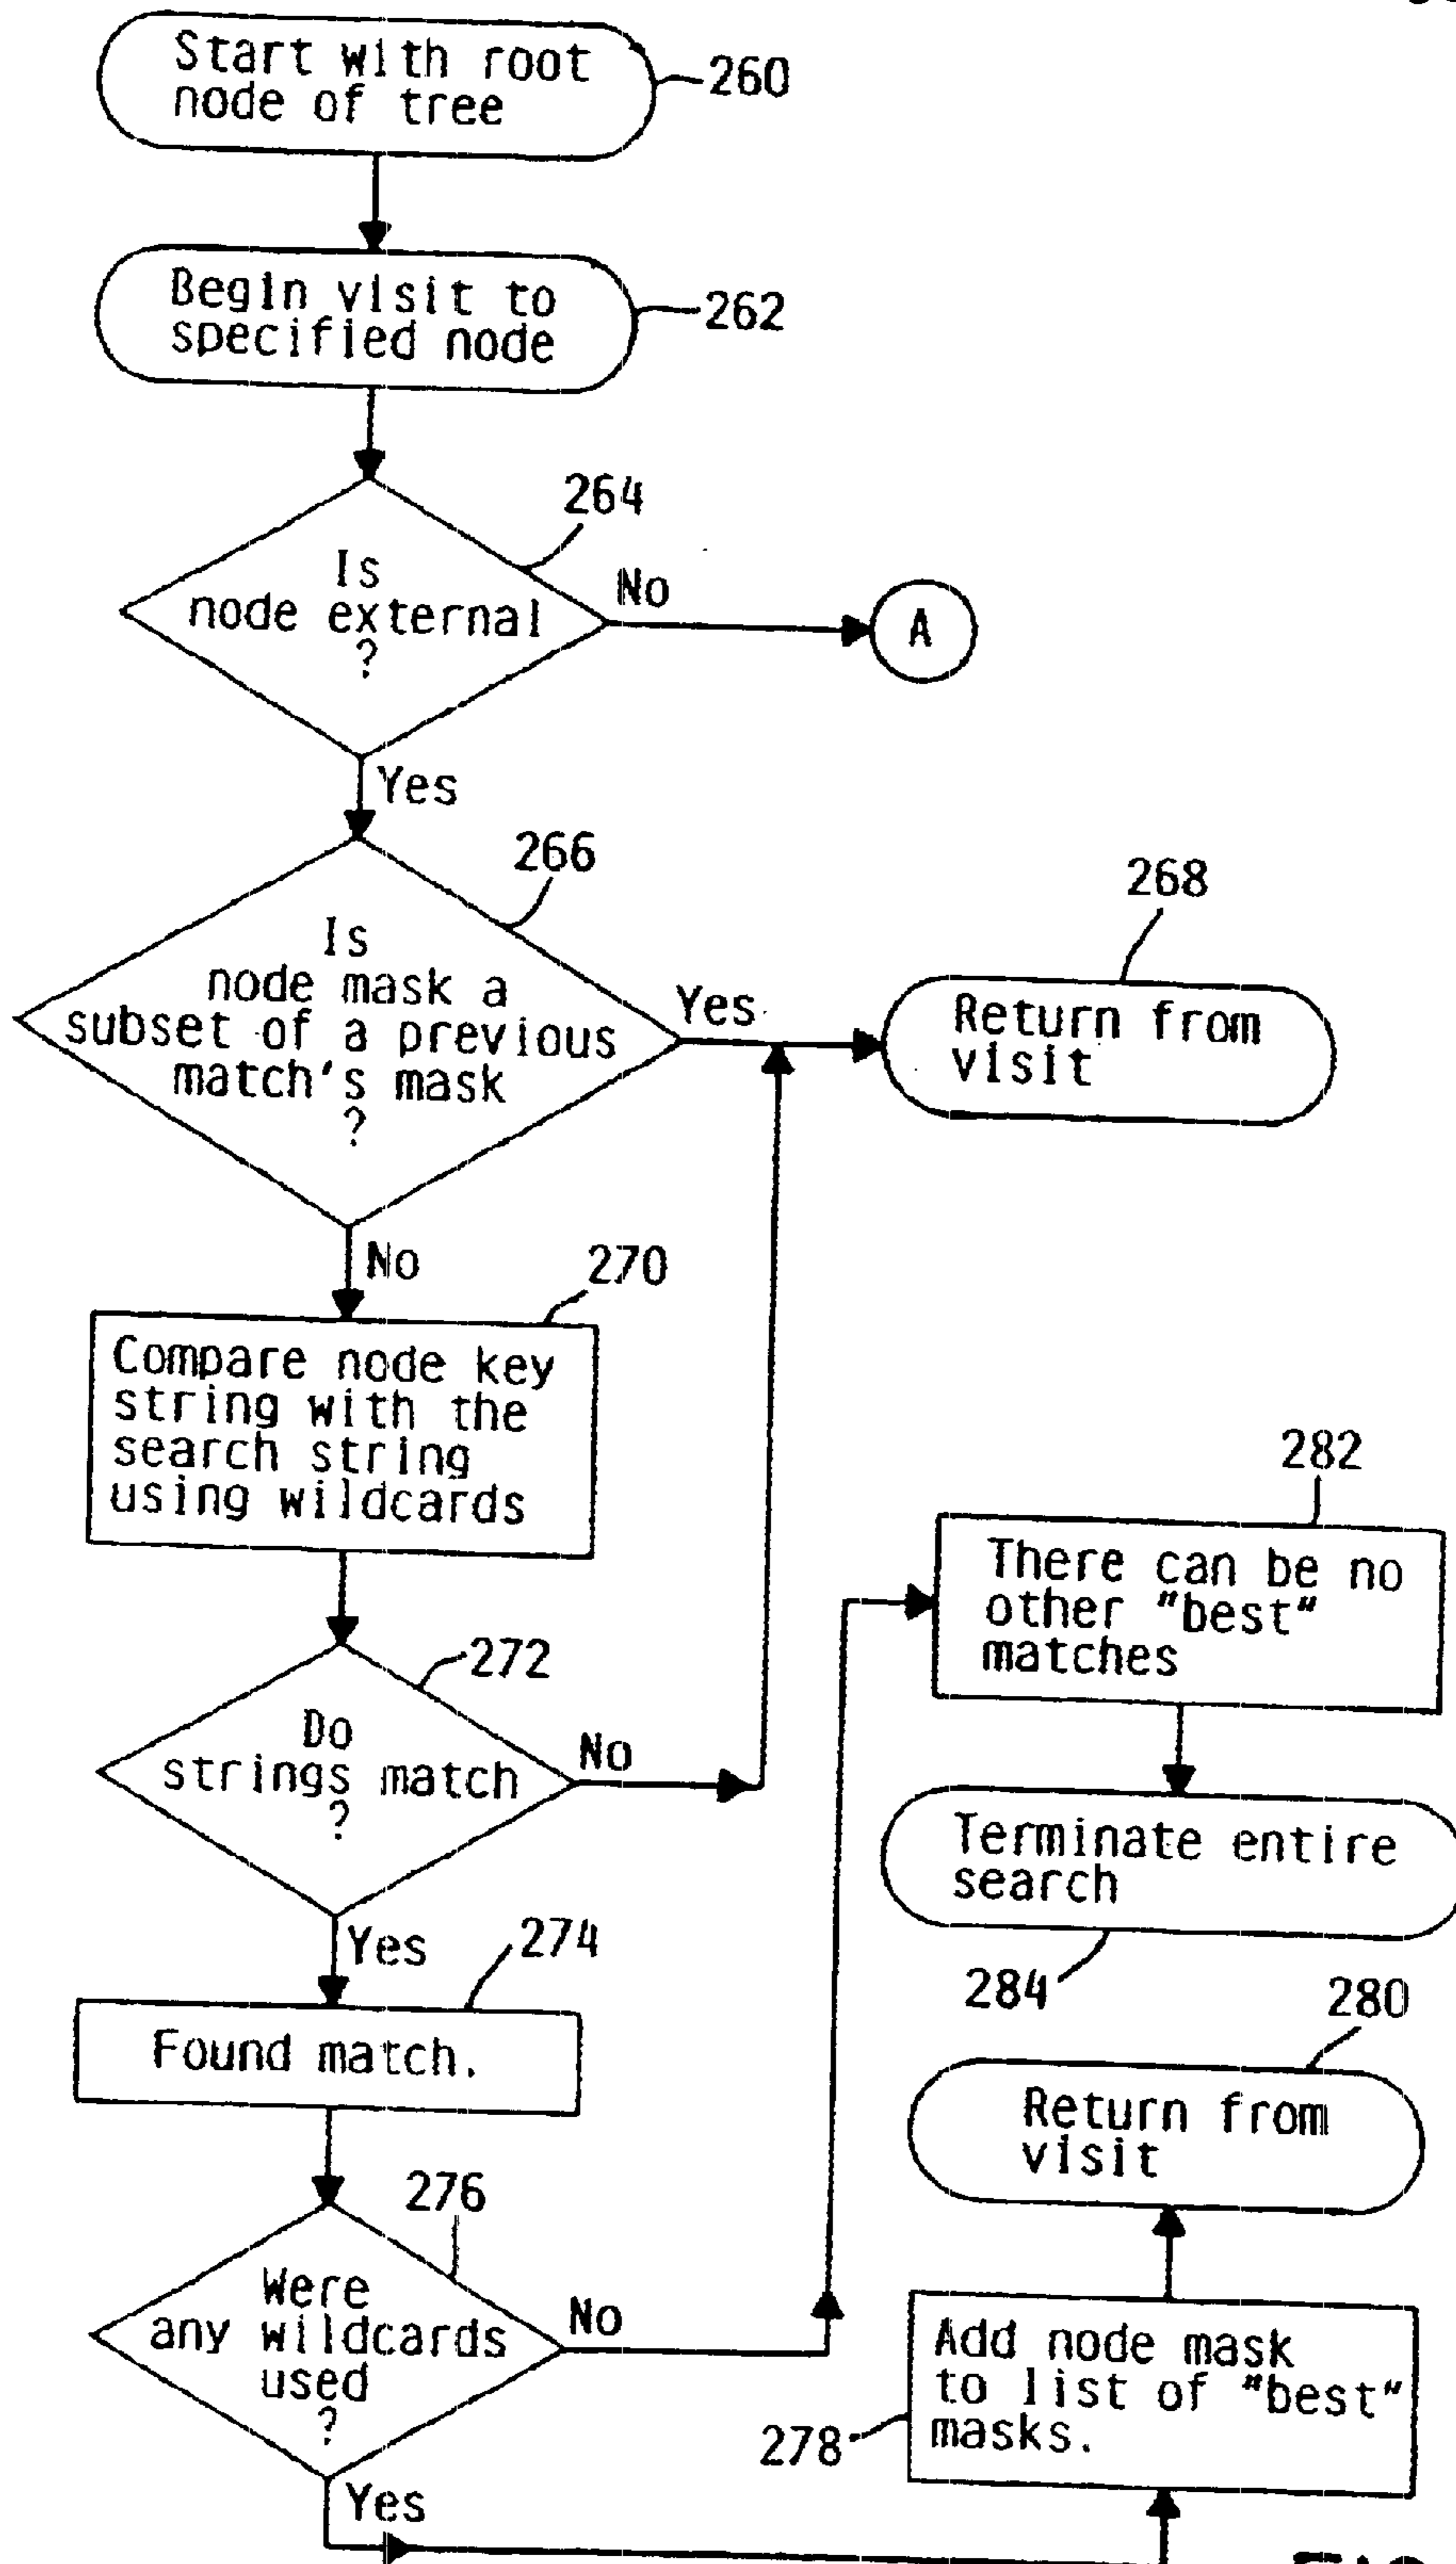 Start with root
node of tree
260
Begin visit to
specified node
262
264
Is
node external
?
No
A
Yes
266
Is
node mask a
subset of a previous
match's mask
?
Yes
268
Return from
visit
No
270
Compare node key
string with the
search string
using wildcards
272
Do
strings match
?
No
Yes
274
Found match.
276
Were
any wildcards
used
?
No
Yes
282
There can be no
other "best"
matches
Terminate entire
search
284
280
Return from
visit
Add node mask
to list of "best"
masks.
278